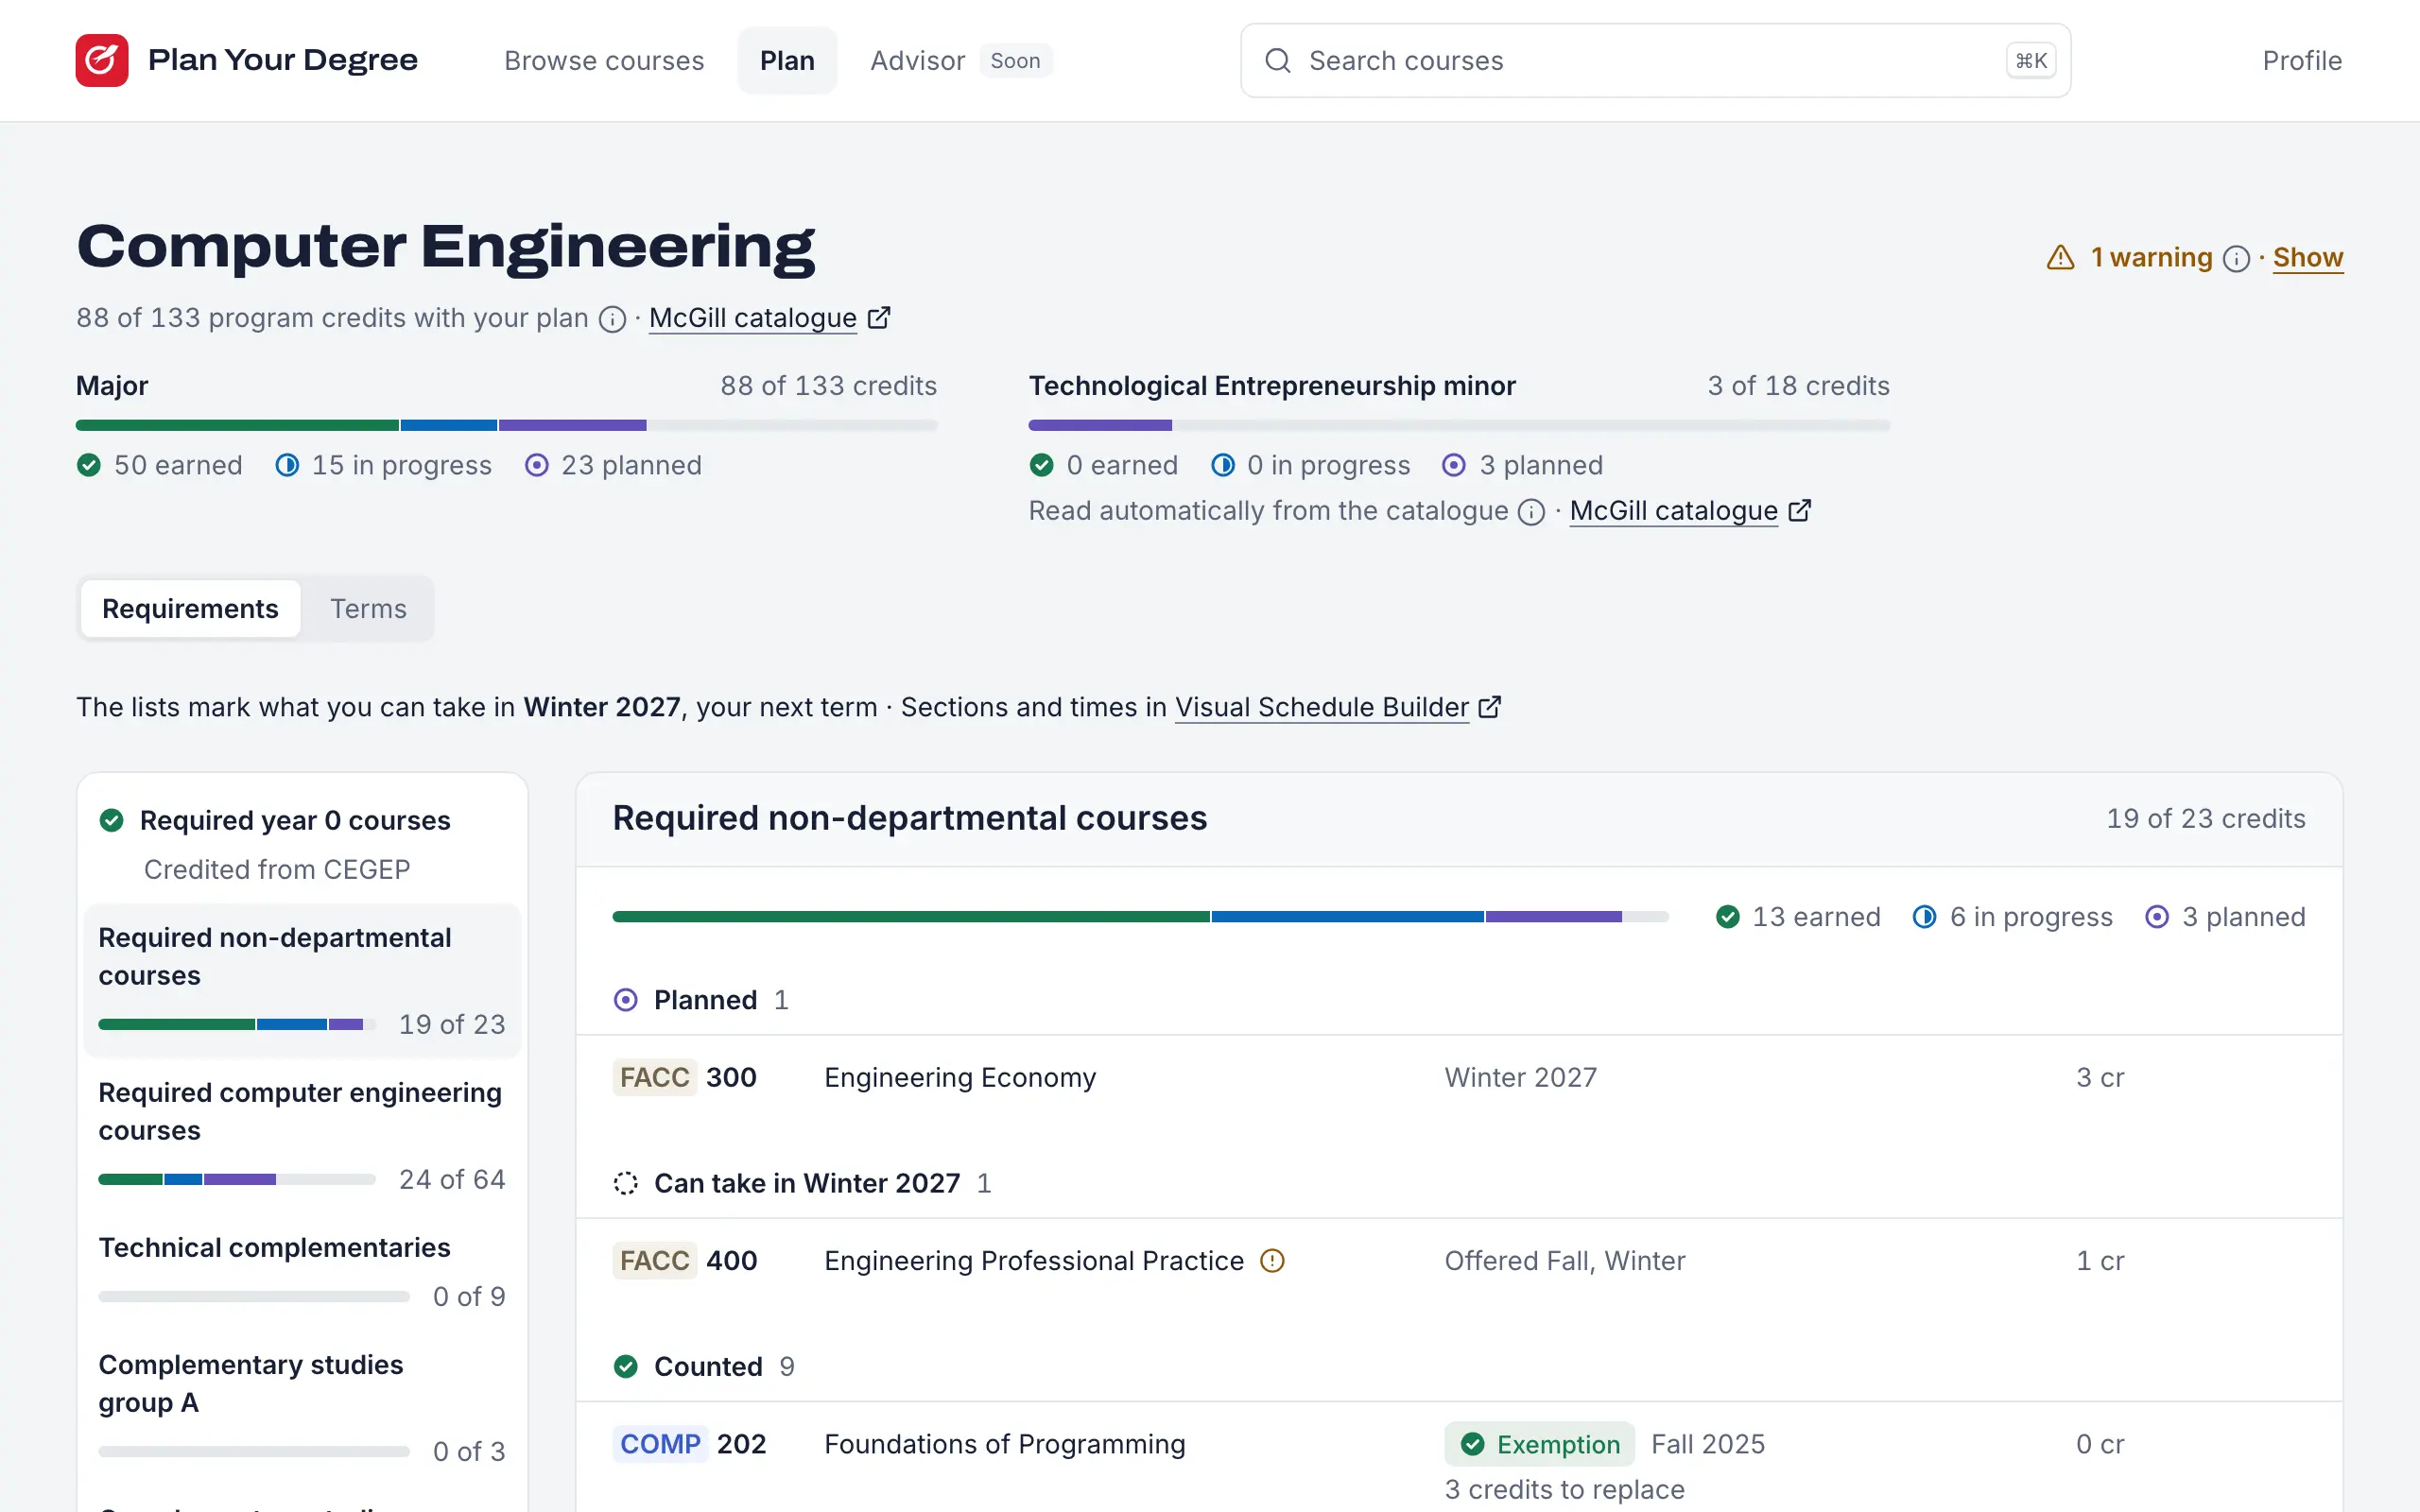 Plan Your Degree
Browse courses
Plan
Advisor Soon
Search courses
⌘K
Profile
Computer Engineering
1 warning · Show
88 of 133 program credits with your plan · McGill catalogue
Major 88 of 133 credits
50 earned 15 in progress 23 planned
Technological Entrepreneurship minor 3 of 18 credits
0 earned 0 in progress 3 planned
Read automatically from the catalogue · McGill catalogue
Requirements Terms
The lists mark what you can take in Winter 2027, your next term · Sections and times in Visual Schedule Builder
Required year 0 courses
Credited from CEGEP
Required non-departmental
courses
19 of 23
Required computer engineering
courses
24 of 64
Technical complementaries
0 of 9
Complementary studies
group A
0 of 3
Required non-departmental courses 19 of 23 credits
13 earned 6 in progress 3 planned
Planned 1
FACC 300 Engineering Economy Winter 2027 3 cr
Can take in Winter 2027 1
FACC 400 Engineering Professional Practice Offered Fall, Winter 1 cr
Counted 9
COMP 202 Foundations of Programming Exemption Fall 2025 0 cr
3 credits to replace